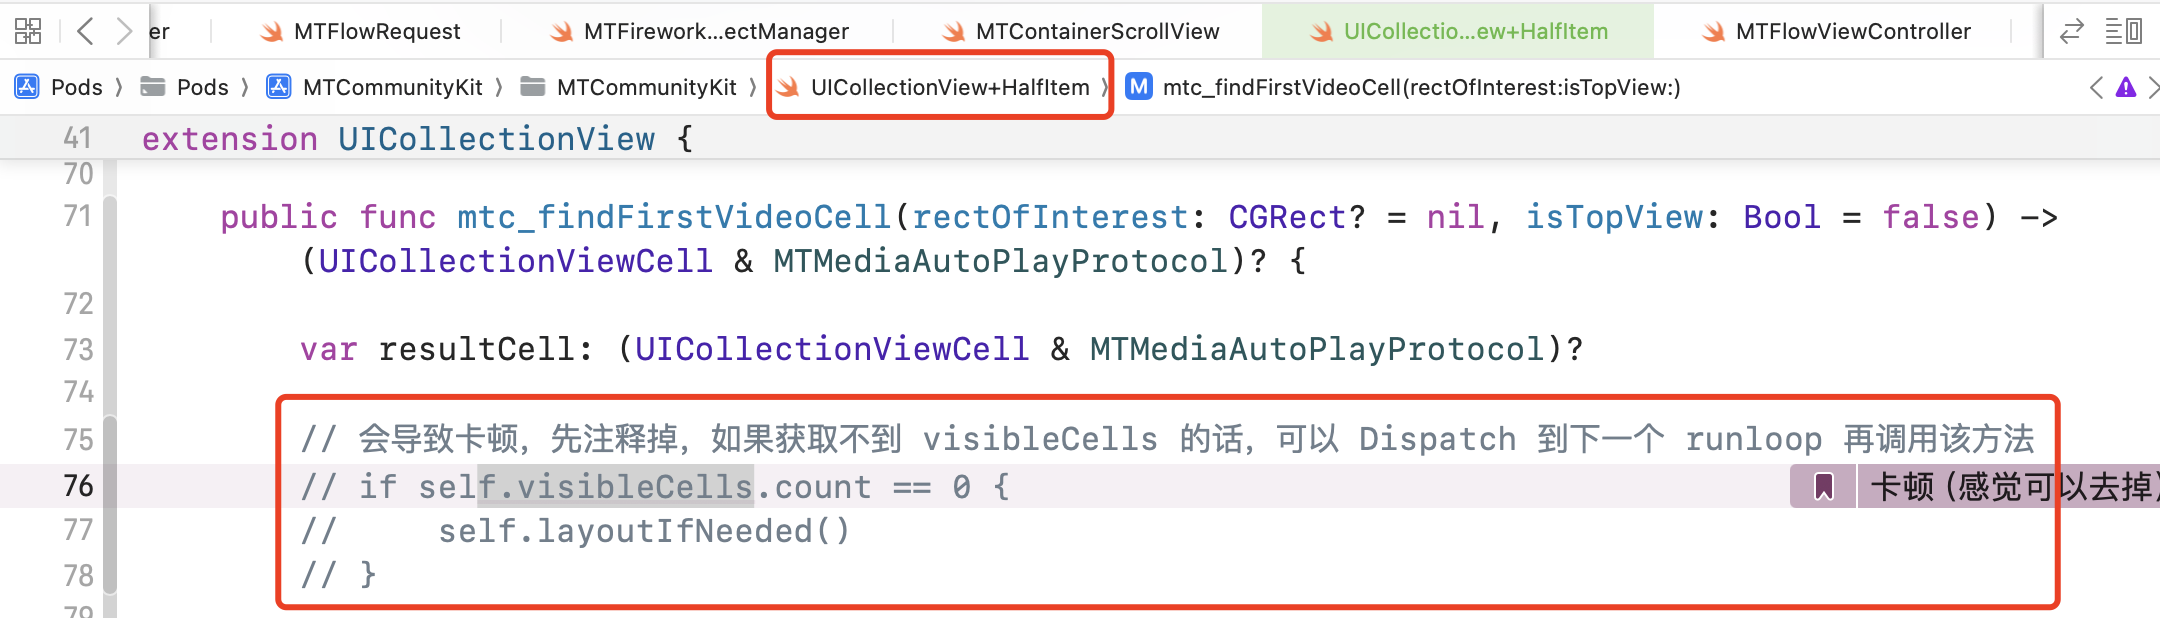 er MTFlowRequest MTFirework...ectManager MTContainerScrollView UICollectio...ew+HalfItem MTFlowViewController
Pods 〉 Pods 〉 MTCommunityKit 〉 MTCommunityKit 〉 UICollectionView+HalfItem 〉 M mtc_findFirstVideoCell(rectOfInterest:isTopView:)
41 extension UICollectionView {
70
71 public func mtc_findFirstVideoCell(rectOfInterest: CGRect? = nil, isTopView: Bool = false) ->
(UICollectionViewCell & MTMediaAutoPlayProtocol)? {
72
73 var resultCell: (UICollectionViewCell & MTMediaAutoPlayProtocol)?
74
75 // 会导致卡顿，先注释掉，如果获取不到 visibleCells 的话，可以 Dispatch 到下一个 runloop 再调用该方法
76 // if self.visibleCells.count == 0 { 卡顿 (感觉可以去掉)
77 // self.layoutIfNeeded()
78 // }
79